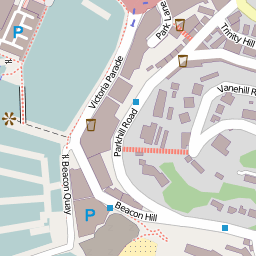 P
Park Lane
Trinity Hill
Victoria Parade
Vanehill R
Parkhill Road
Beacon Quay
Beacon Hill
P